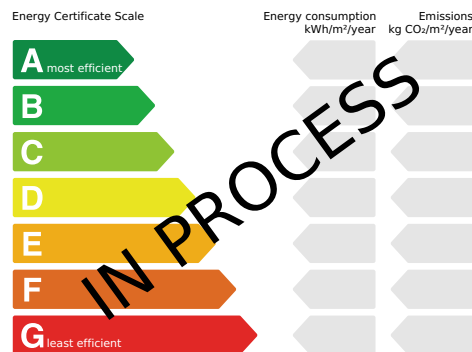 Energy Certificate Scale
Energy consumption
kWh/m²/year
Emissions
kg CO₂/m²/year
A most efficient
B
C
D
E
F
G least efficient
IN PROCESS